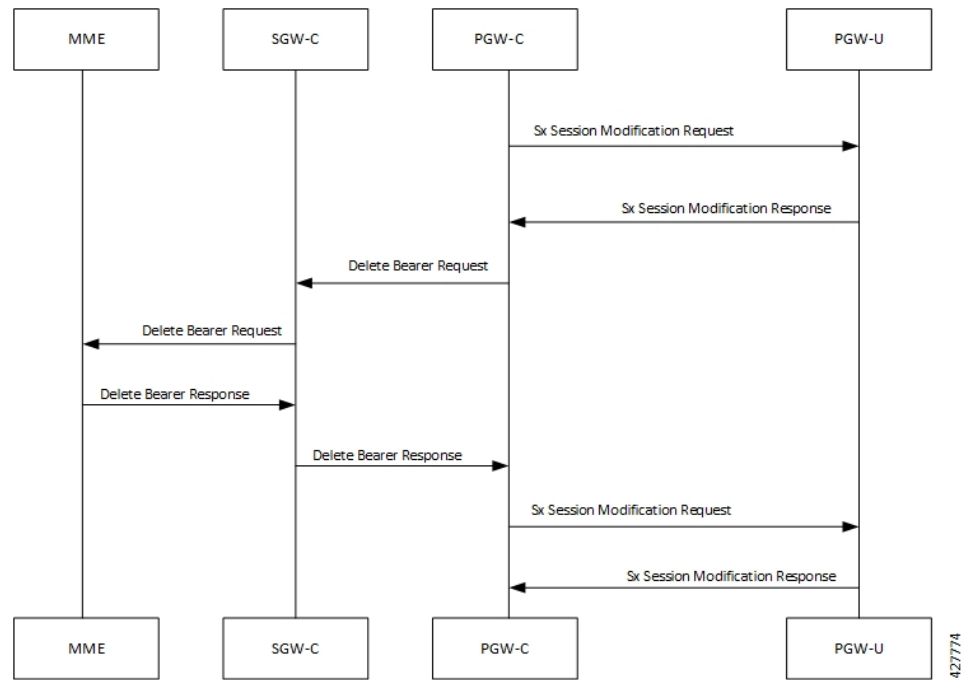 MME
SGW-C
PGW-C
PGW-U
Sx Session Modification Request
Sx Session Modification Response
Delete Bearer Request
Delete Bearer Request
Delete Bearer Response
Delete Bearer Response
Sx Session Modification Request
Sx Session Modification Response
MME
SGW-C
PGW-C
PGW-U
427774